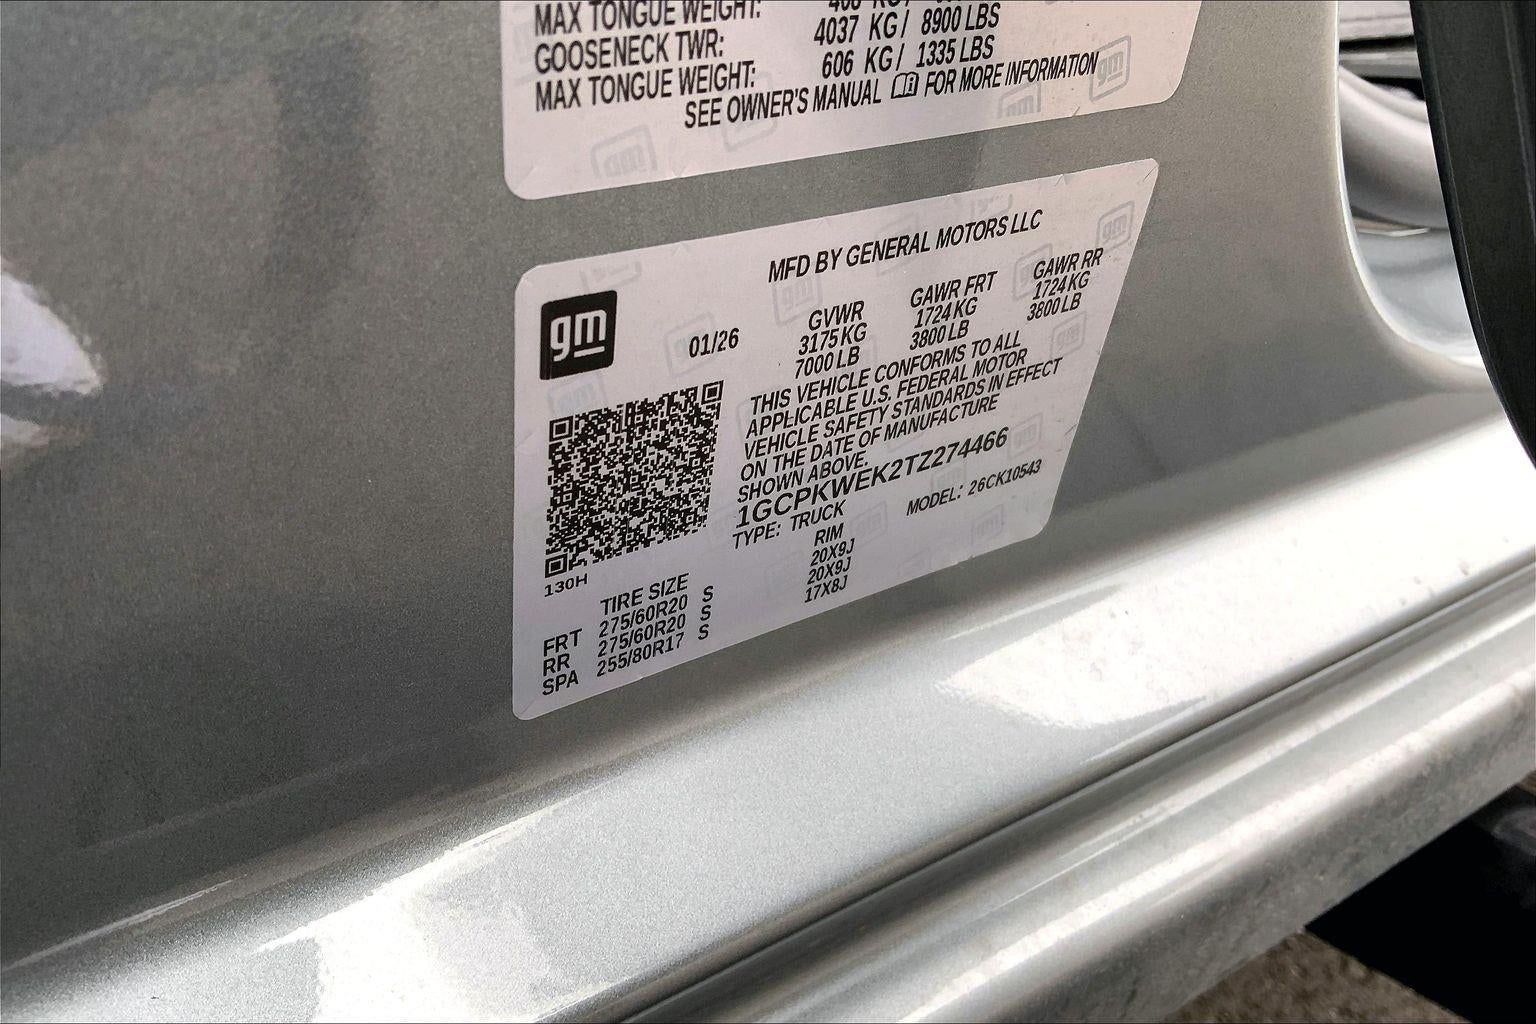 MAX TONGUE WEIGHT:
GOOSENECK TWR: 4037 KG/ 8900 LBS
MAX TONGUE WEIGHT: 606 KG/ 1335 LBS
SEE OWNER'S MANUAL FOR MORE INFORMATION
MFD BY GENERAL MOTORS LLC
gm
01/26
GVWR GAWR FRT GAWR RR
3175 KG 1724 KG 1724 KG
7000 LB 3800 LB 3800 LB
THIS VEHICLE CONFORMS TO ALL
APPLICABLE U.S. FEDERAL MOTOR
VEHICLE SAFETY STANDARDS IN EFFECT
ON THE DATE OF MANUFACTURE
SHOWN ABOVE.
1GCPKWEK2TZ274466
TYPE: TRUCK MODEL: 26CK10543
130H
TIRE SIZE RIM
FRT 275/60R20 S 20X9J
RR 275/60R20 S 20X9J
SPA 255/80R17 S 17X8J